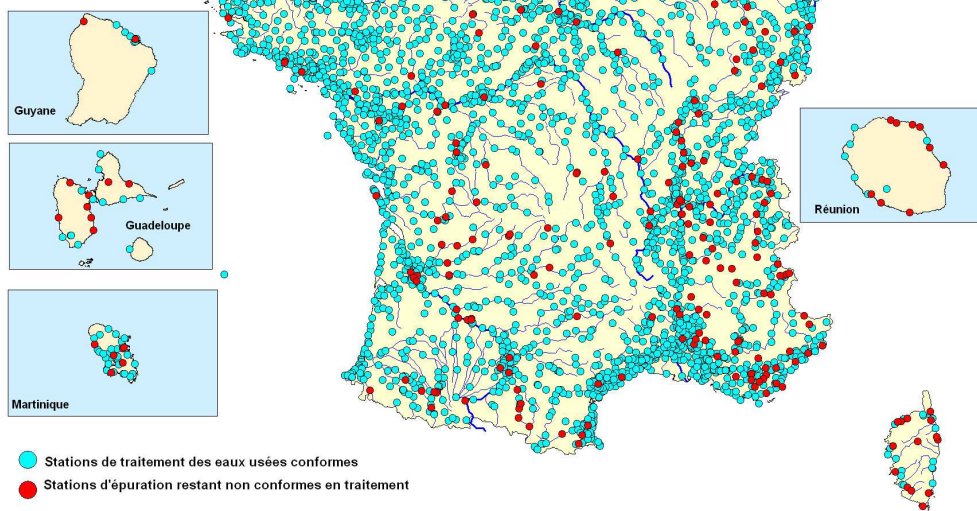 Guyane
Guadeloupe
Réunion
Martinique
Stations de traitement des eaux usées conformes
Stations d'épuration restant non conformes en traitement